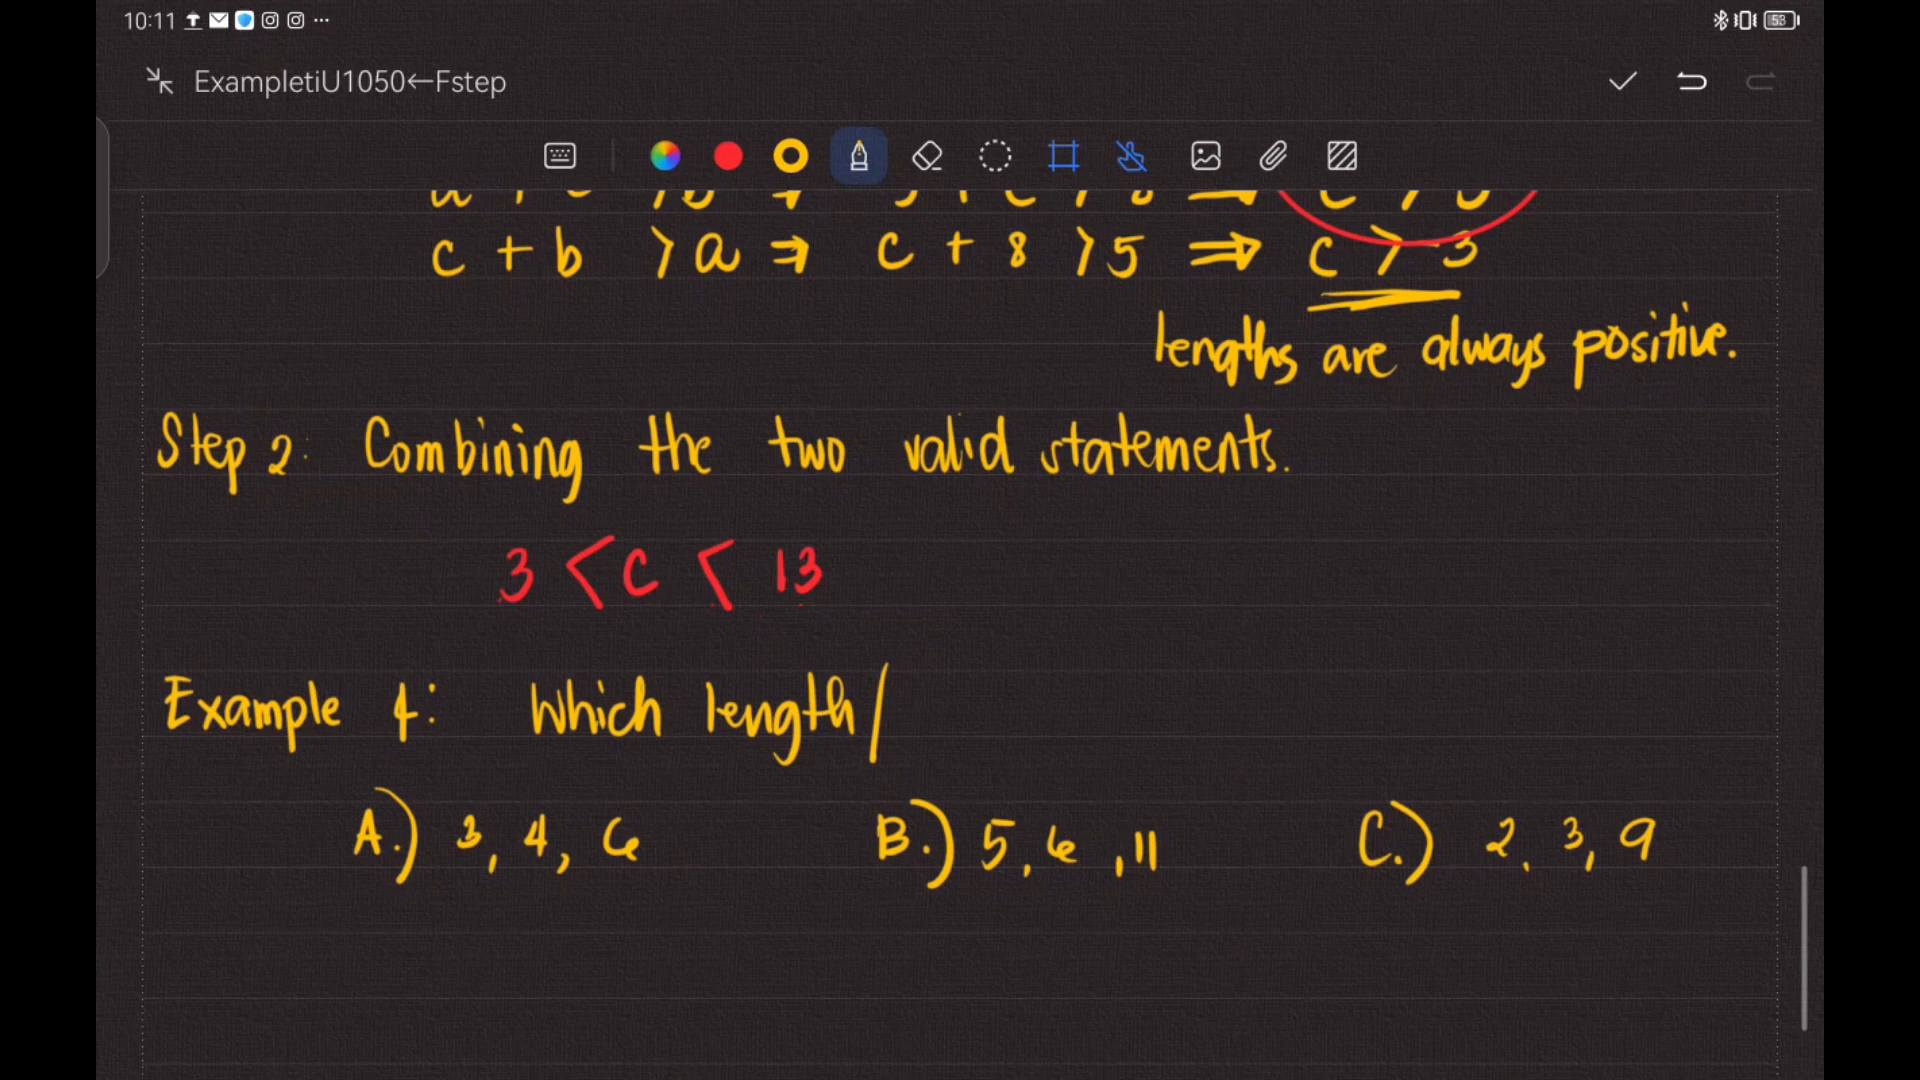 10:11 ... 53
ExampletiU1050←Fstep
c + b > a ⇒ c + 8 > 5 ⟹ c > -3
lengths are always positive.
Step 2: Combining the two valid statements.
3 < c < 13
Example 4: Which length/
A.) 3, 4, 6 B.) 5, 6, 11 C.) 2, 3, 9